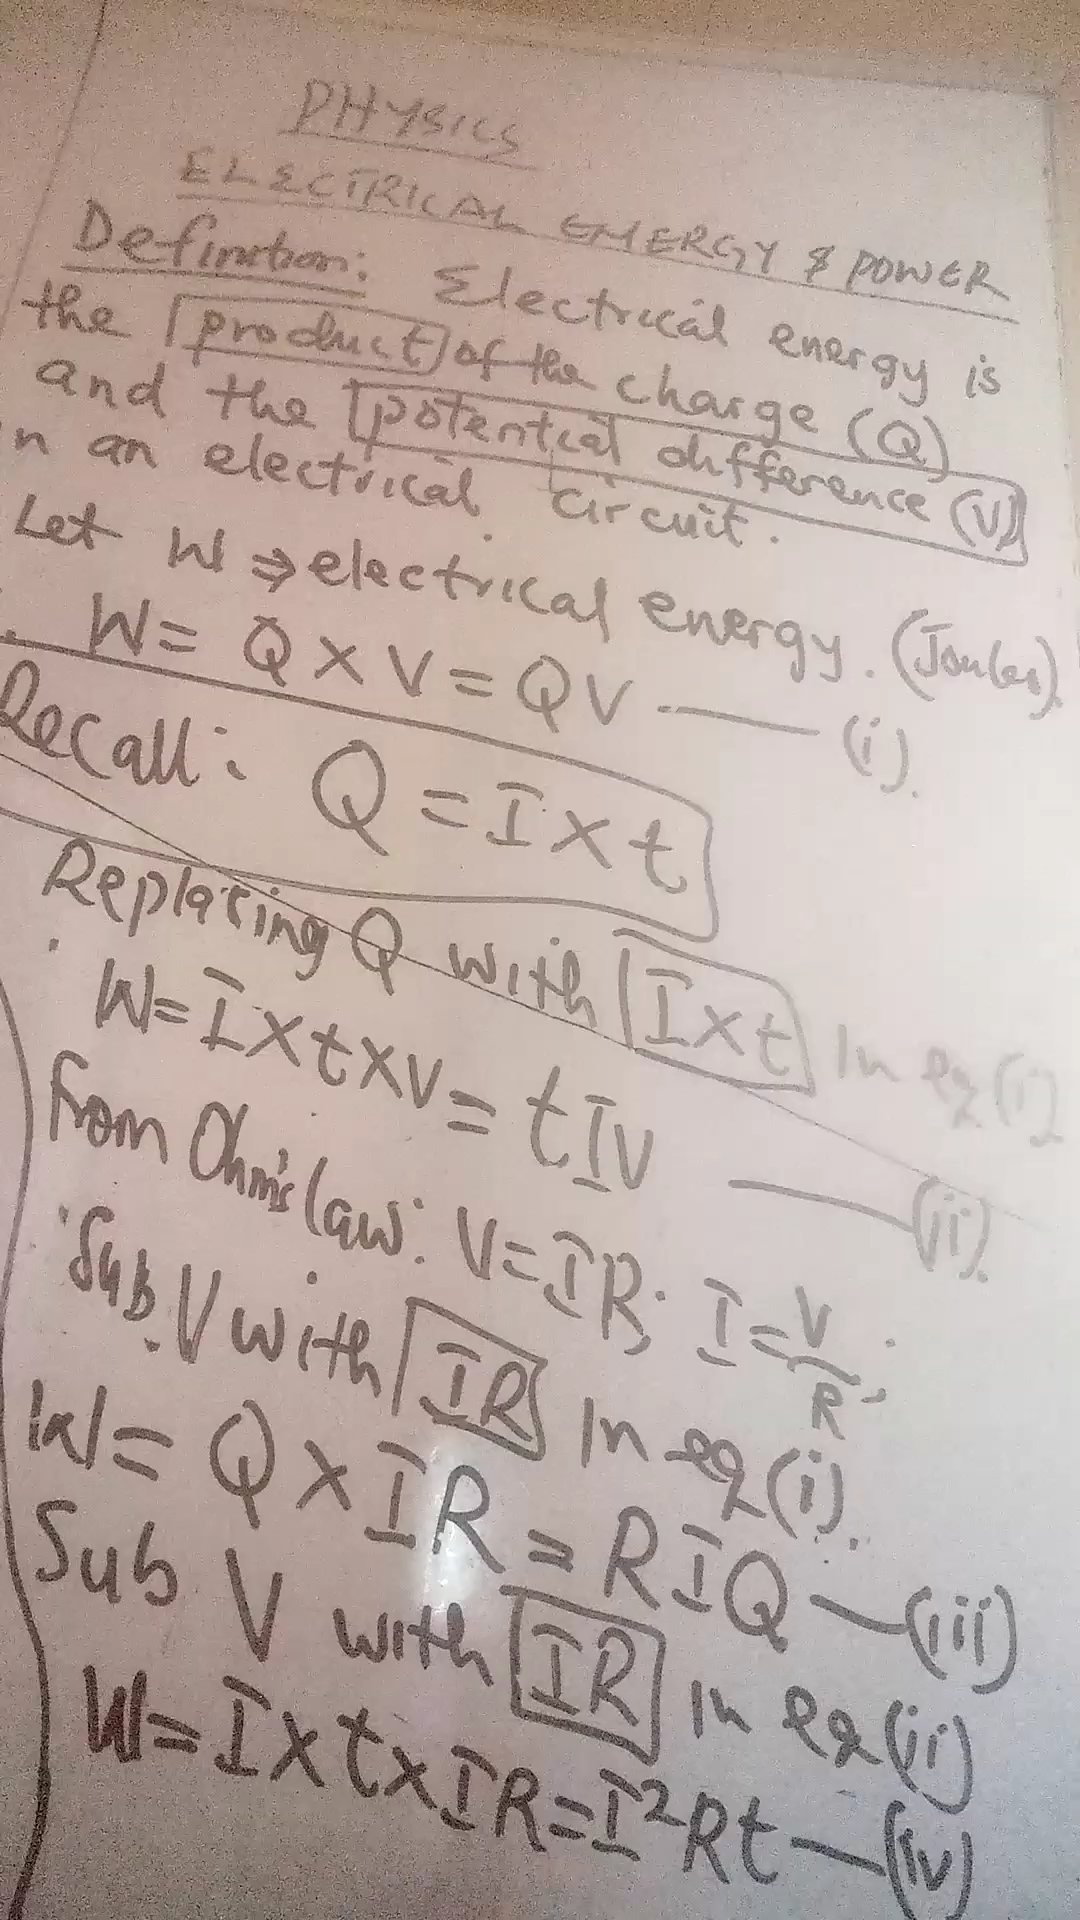 PHYSICS
ELECTRICAL ENERGY & POWER
Definition: Electrical energy is
the product of the charge (Q)
and the potential difference (V)
n an electrical circuit.
Let W ⇒ electrical energy. (Joules).
W = Q × V = QV — (i).
Recall: Q = I × t
Replacing Q with I × t in eq (i)
W = I × t × V = tIV — (ii).
From Ohm's law: V = IR; I = V/R.
Sub. V with IR in eq (i).
W = Q × IR = RIQ — (iii)
Sub V with IR in eq (ii)
W = I × t × IR = I²Rt — (iv)